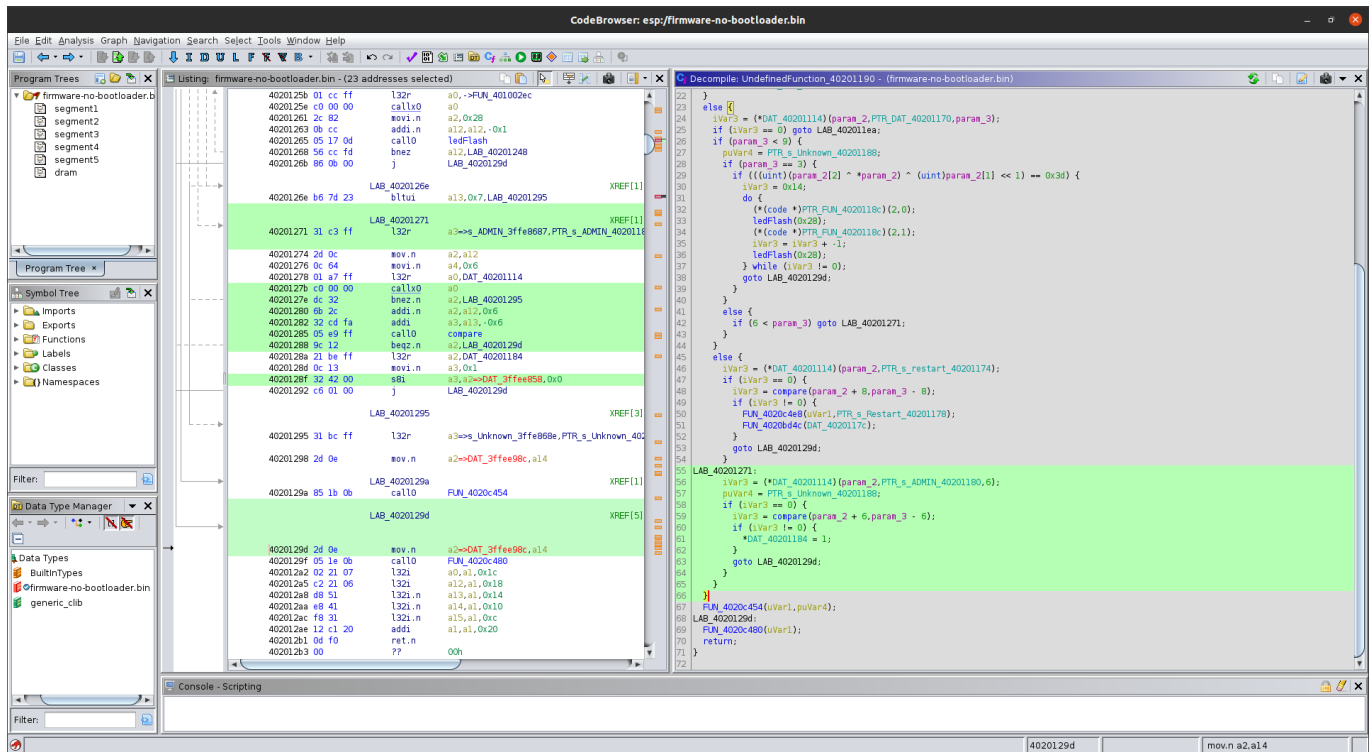 CodeBrowser: esp:/firmware-no-bootloader.bin
File Edit Analysis Graph Navigation Search Select Tools Window Help
Program Trees
firmware-no-bootloader.b
segment1
segment2
segment3
segment4
segment5
dram
Program Tree ×
Symbol Tree
Imports
Exports
Functions
Labels
Classes
Namespaces
Filter:
Data Type Manager
Data Types
BuiltInTypes
firmware-no-bootloader.bin
generic_clib
Filter:
Listing: firmware-no-bootloader.bin - (23 addresses selected)
4020125b 01 cc ff l32r a0,->FUN_401002ec
4020125e c0 00 00 callx0 a0
40201261 2c 82 movi.n a2,0x28
40201263 0b cc addi.n a12,a12,-0x1
40201265 05 17 0d call0 ledFlash
40201268 56 cc fd bnez a12,LAB_40201248
4020126b 86 0b 00 j LAB_4020129d
LAB_4020126e XREF[1]
4020126e b6 7d 23 bltui a13,0x7,LAB_40201295
LAB_40201271 XREF[1]
40201271 31 c3 ff l32r a3=>s_ADMIN_3ffe8687,PTR_s_ADMIN_4020118
40201274 2d 0c mov.n a2,a12
40201276 0c 64 movi.n a4,0x6
40201278 01 a7 ff l32r a0,DAT_40201114
4020127b c0 00 00 callx0 a0
4020127e dc 32 bnez.n a2,LAB_40201295
40201280 6b 2c addi.n a2,a12,0x6
40201282 32 cd fa addi a3,a13,-0x6
40201285 05 e9 ff call0 compare
40201288 9c 12 beqz.n a2,LAB_4020129d
4020128a 21 be ff l32r a2,DAT_40201184
4020128d 0c 13 mov.n a3,0x1
4020128f 32 42 00 s8i a3,a2=>DAT_3ffee858,0x0
40201292 c6 01 00 j LAB_4020129d
LAB_40201295 XREF[3]
40201295 31 bc ff l32r a3=>s_Unknown_3ffe868e,PTR_s_Unknown_402
40201298 2d 0e mov.n a2=>DAT_3ffee98c,a14
LAB_4020129a XREF[1]
4020129a 85 1b 0b call0 FUN_4020c454
LAB_4020129d XREF[5]
4020129d 2d 0e mov.n a2=>DAT_3ffee98c,a14
4020129f 05 1e 0b call0 FUN_4020c480
402012a2 02 21 07 l32i a0,a1,0x1c
402012a5 c2 21 06 l32i a12,a1,0x18
402012a8 d8 51 l32i.n a13,a1,0x14
402012aa e8 41 l32i.n a14,a1,0x10
402012ac f8 31 l32i.n a15,a1,0xc
402012ae 12 c1 20 addi a1,a1,0x20
402012b1 0d f0 ret.n
402012b3 00 ?? 00h
Decompile: UndefinedFunction_40201190 - (firmware-no-bootloader.bin)
22 }
23 else {
24 iVar3 = (*DAT_40201114)(param_2,PTR_DAT_40201170,param_3);
25 if (iVar3 == 0) goto LAB_402011ea;
26 if (param_3 < 9) {
27 puVar4 = PTR_s_Unknown_40201188;
28 if (param_3 == 3) {
29 if (((uint)(param_2[2] ^ *param_2) ^ (uint)param_2[1] << 1) == 0x3d) {
30 iVar3 = 0x14;
31 do {
32 (*(code *)PTR_FUN_4020118c)(2,0);
33 ledFlash(0x28);
34 (*(code *)PTR_FUN_4020118c)(2,1);
35 iVar3 = iVar3 + -1;
36 ledFlash(0x28);
37 } while (iVar3 != 0);
38 goto LAB_4020129d;
39 }
40 }
41 else {
42 if (6 < param_3) goto LAB_40201271;
43 }
44 }
45 else {
46 iVar3 = (*DAT_40201114)(param_2,PTR_s_restart_40201174);
47 if (iVar3 == 0) {
48 iVar3 = compare(param_2 + 8,param_3 - 8);
49 if (iVar3 != 0) {
50 FUN_4020c4e8(uVar1,PTR_s_Restart_40201178);
51 FUN_4020bd4c(DAT_4020117c);
52 }
53 goto LAB_4020129d;
54 }
55 LAB_40201271:
56 iVar3 = (*DAT_40201114)(param_2,PTR_s_ADMIN_40201180,6);
57 puVar4 = PTR_s_Unknown_40201188;
58 if (iVar3 == 0) {
59 iVar3 = compare(param_2 + 6,param_3 - 6);
60 if (iVar3 != 0) {
61 *DAT_40201184 = 1;
62 }
63 goto LAB_4020129d;
64 }
65 }
66 }
67 FUN_4020c454(uVar1,puVar4);
68 LAB_4020129d:
69 FUN_4020c480(uVar1);
70 return;
71 }
72
Console - Scripting
4020129d
mov.n a2,a14